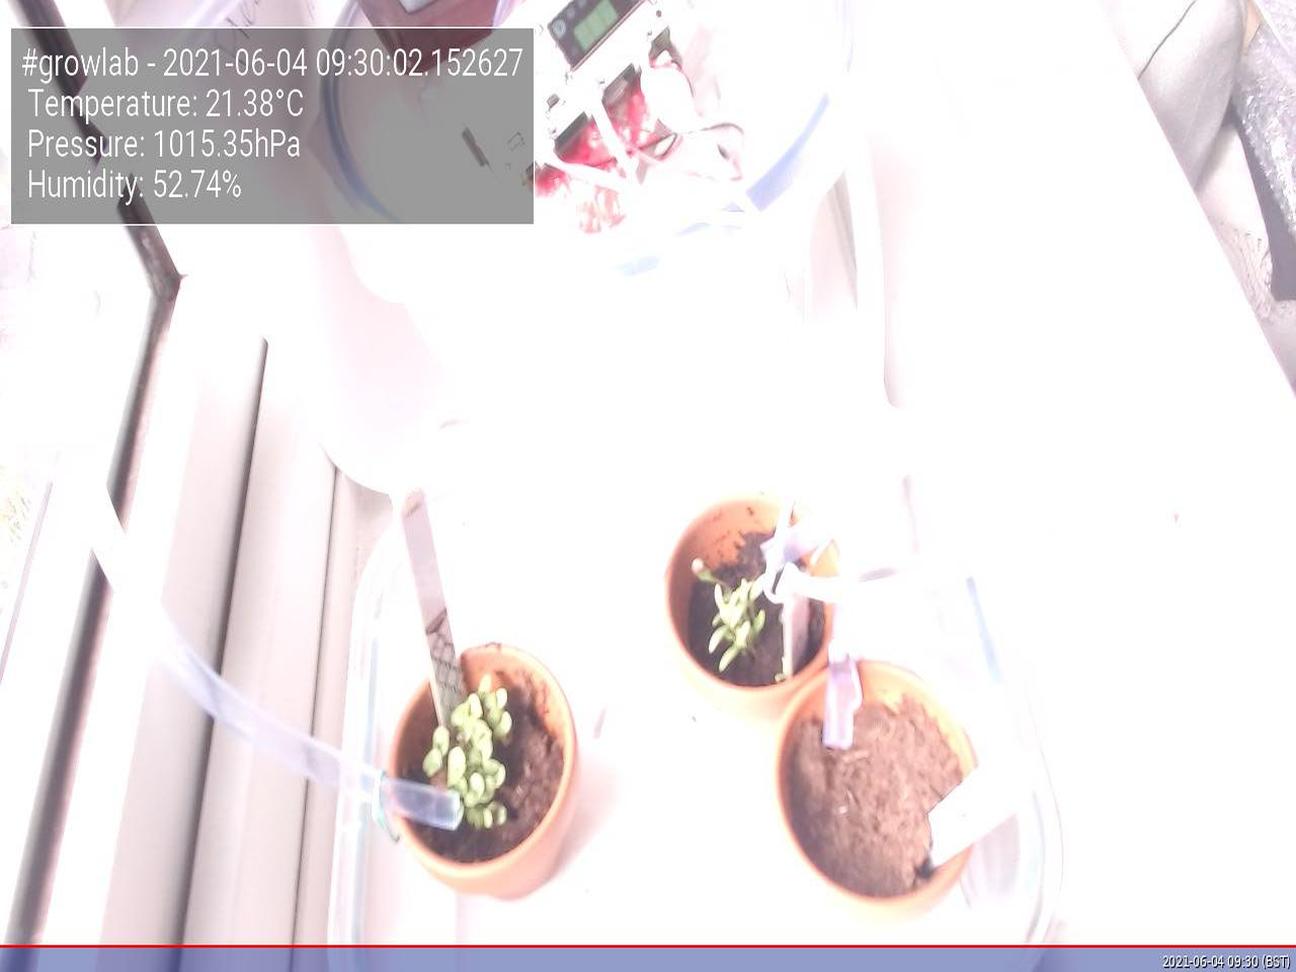 #growlab - 2021-06-04 09:30:02.152627
Temperature: 21.38°C
Pressure: 1015.35hPa
Humidity: 52.74%
2021-06-04 09:30 (BST)